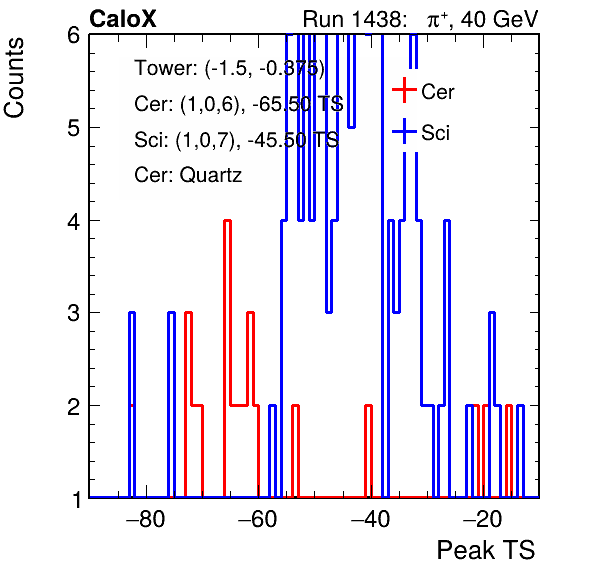 CaloX Run 1438: π⁺, 40 GeV
Counts
6
Tower: (-1.5, -0.375)
Cer: (1,0,6), -65.50 TS
Sci: (1,0,7), -45.50 TS
Cer: Quartz
Cer
Sci
5
4
3
2
1
−80 −60 −40 −20
Peak TS